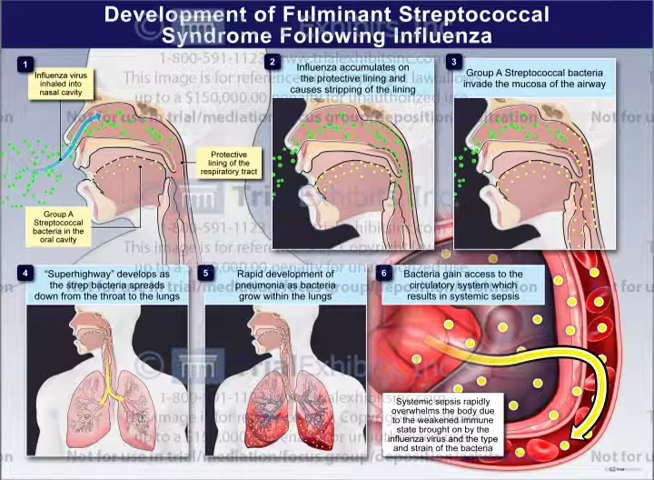 Development of Fulminant Streptococcal
Syndrome Following Influenza
1
Influenza virus
inhaled into
nasal cavity
Protective
lining of the
respiratory tract
Group A
Streptococcal
bacteria in the
oral cavity
2
Influenza accumulates on
the protective lining and
causes stripping of the lining
3
Group A Streptococcal bacteria
invade the mucosa of the airway
4
“Superhighway” develops as
the strep bacteria spreads
down from the throat to the lungs
5
Rapid development of
pneumonia as bacteria
grow within the lungs
6
Bacteria gain access to the
circulatory system which
results in systemic sepsis
Systemic sepsis rapidly
overwhelms the body due
to the weakened immune
state brought on by the
influenza virus and the type
and strain of the bacteria